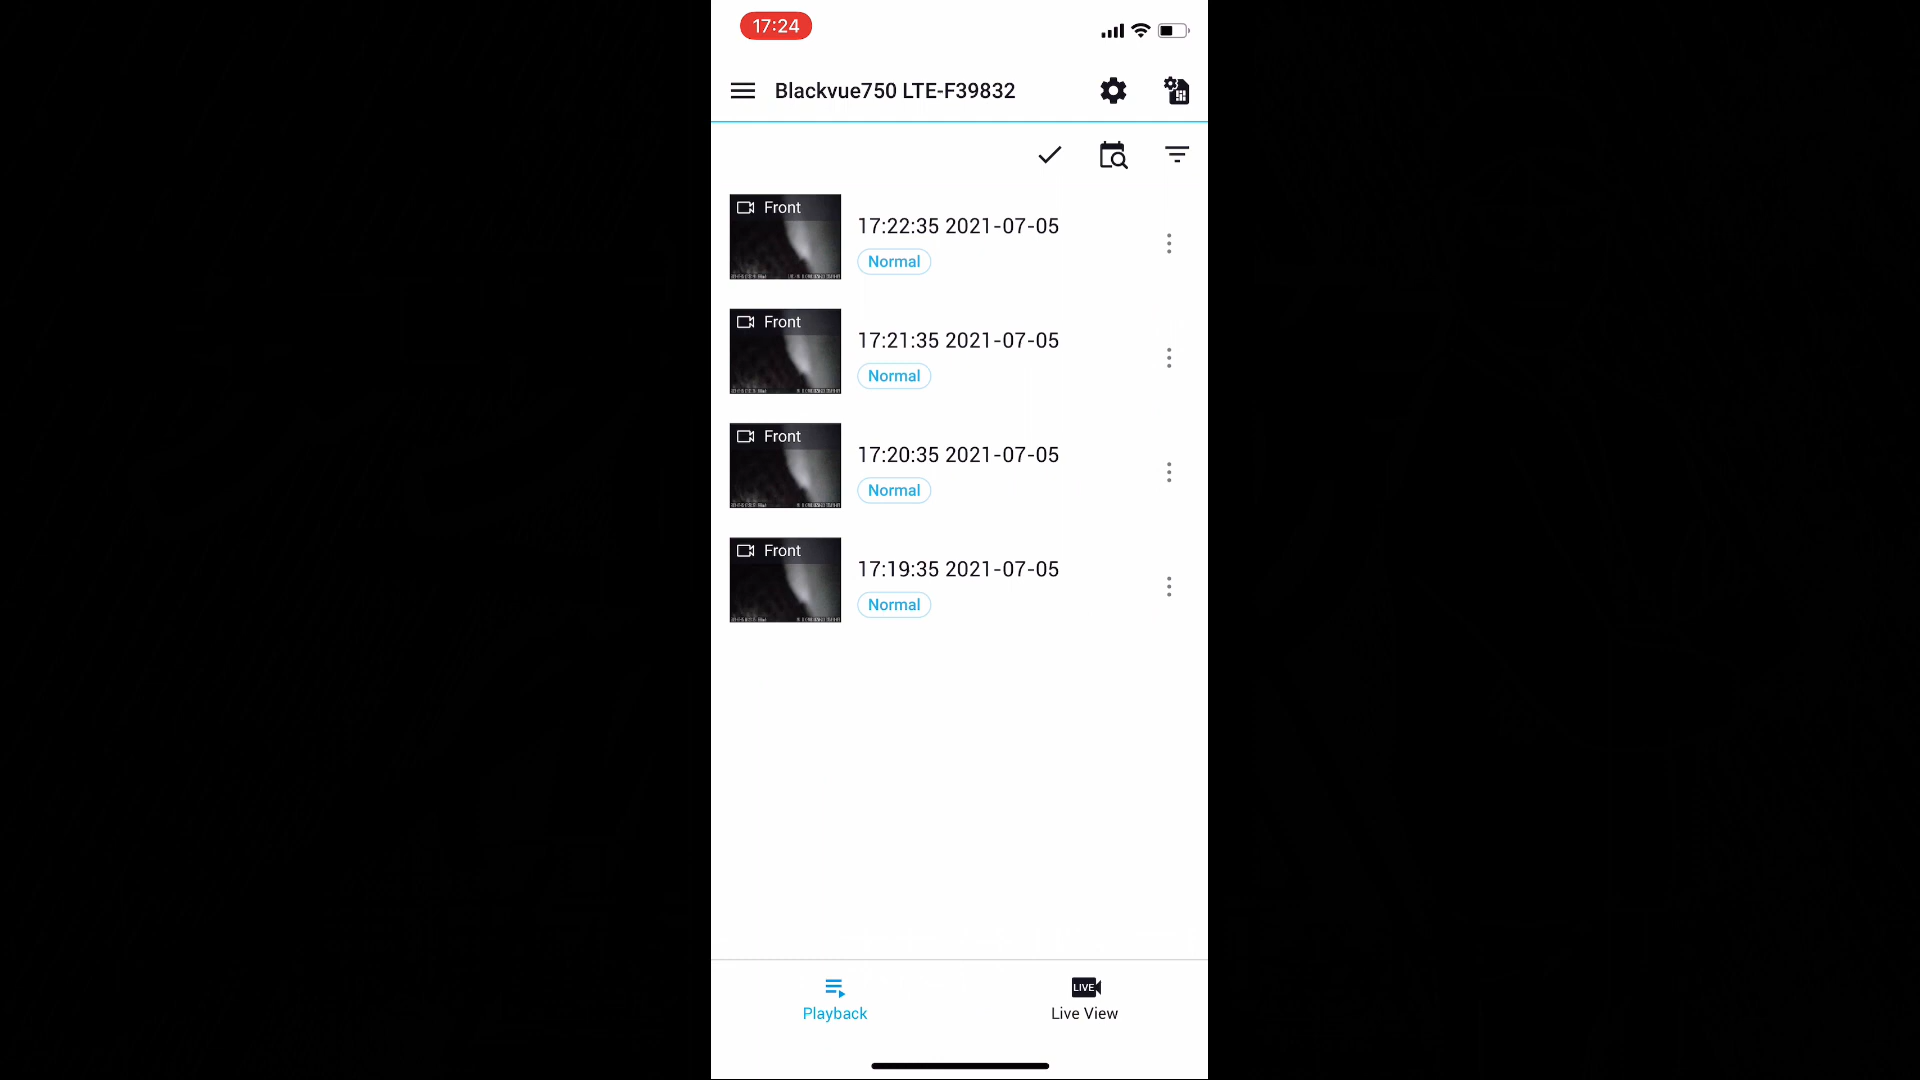 17:24
Blackvue750 LTE-F39832
Front
17:22:35 2021-07-05
Normal
Front
17:21:35 2021-07-05
Normal
Front
17:20:35 2021-07-05
Normal
Front
17:19:35 2021-07-05
Normal
LIVE
Playback
Live View